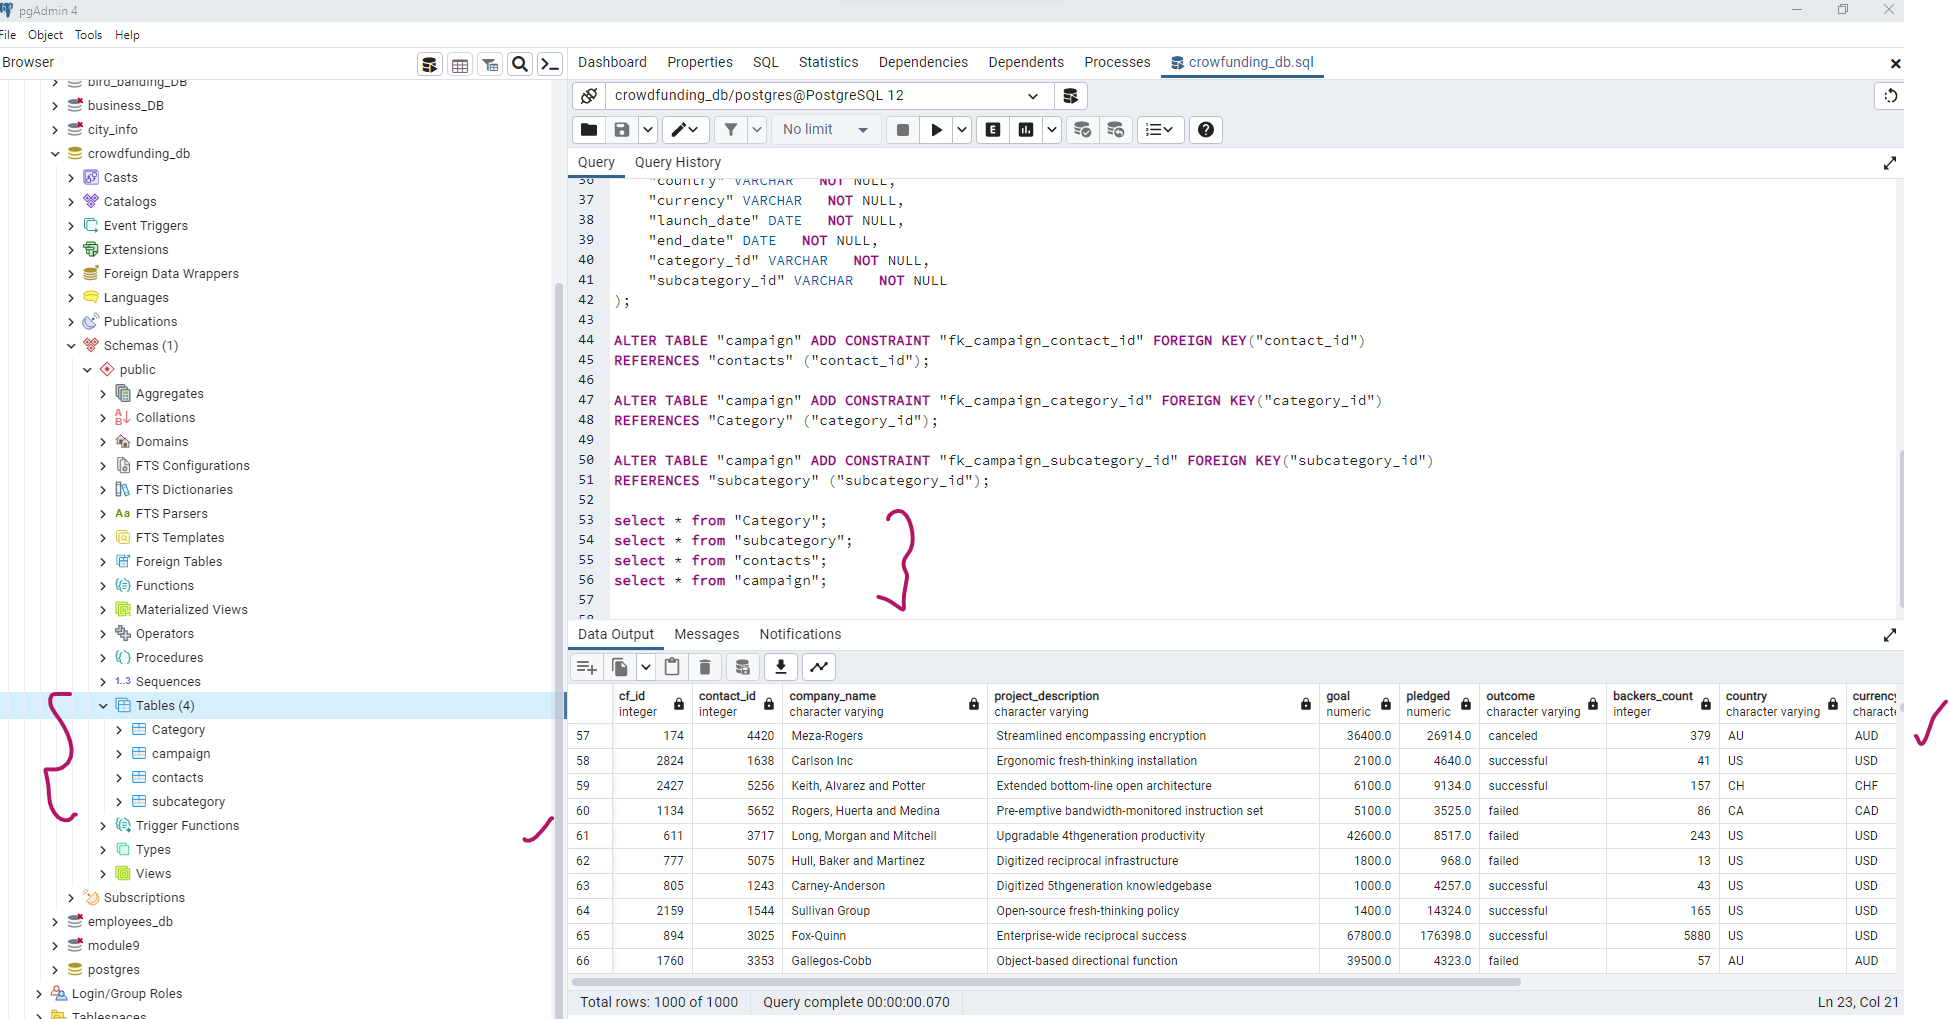 pgAdmin 4
File Object Tools Help
Browser
Dashboard Properties SQL Statistics Dependencies Dependents Processes crowfunding_db.sql
bird_banding_DB
business_DB
city_info
crowdfunding_db
Casts
Catalogs
Event Triggers
Extensions
Foreign Data Wrappers
Languages
Publications
Schemas (1)
public
Aggregates
Collations
Domains
FTS Configurations
FTS Dictionaries
Aa FTS Parsers
FTS Templates
Foreign Tables
Functions
Materialized Views
Operators
Procedures
1..3 Sequences
Tables (4)
Category
campaign
contacts
subcategory
Trigger Functions
Types
Views
Subscriptions
employees_db
module9
postgres
Login/Group Roles
Tablespaces
crowdfunding_db/postgres@PostgreSQL 12
No limit
E
Query Query History
36 "country" VARCHAR NOT NULL,
37 "currency" VARCHAR NOT NULL,
38 "launch_date" DATE NOT NULL,
39 "end_date" DATE NOT NULL,
40 "category_id" VARCHAR NOT NULL,
41 "subcategory_id" VARCHAR NOT NULL
42 );
43
44 ALTER TABLE "campaign" ADD CONSTRAINT "fk_campaign_contact_id" FOREIGN KEY("contact_id")
45 REFERENCES "contacts" ("contact_id");
46
47 ALTER TABLE "campaign" ADD CONSTRAINT "fk_campaign_category_id" FOREIGN KEY("category_id")
48 REFERENCES "Category" ("category_id");
49
50 ALTER TABLE "campaign" ADD CONSTRAINT "fk_campaign_subcategory_id" FOREIGN KEY("subcategory_id")
51 REFERENCES "subcategory" ("subcategory_id");
52
53 select * from "Category";
54 select * from "subcategory";
55 select * from "contacts";
56 select * from "campaign";
57
58
Data Output Messages Notifications
cf_id contact_id company_name project_description goal pledged outcome backers_count country currency
integer integer character varying character varying numeric numeric character varying integer character varying characte
57 174 4420 Meza-Rogers Streamlined encompassing encryption 36400.0 26914.0 canceled 379 AU AUD
58 2824 1638 Carlson Inc Ergonomic fresh-thinking installation 2100.0 4640.0 successful 41 US USD
59 2427 5256 Keith, Alvarez and Potter Extended bottom-line open architecture 6100.0 9134.0 successful 157 CH CHF
60 1134 5652 Rogers, Huerta and Medina Pre-emptive bandwidth-monitored instruction set 5100.0 3525.0 failed 86 CA CAD
61 611 3717 Long, Morgan and Mitchell Upgradable 4thgeneration productivity 42600.0 8517.0 failed 243 US USD
62 777 5075 Hull, Baker and Martinez Digitized reciprocal infrastructure 1800.0 968.0 failed 13 US USD
63 805 1243 Carney-Anderson Digitized 5thgeneration knowledgebase 1000.0 4257.0 successful 43 US USD
64 2159 1544 Sullivan Group Open-source fresh-thinking policy 1400.0 14324.0 successful 165 US USD
65 894 3025 Fox-Quinn Enterprise-wide reciprocal success 67800.0 176398.0 successful 5880 US USD
66 1760 3353 Gallegos-Cobb Object-based directional function 39500.0 4323.0 failed 57 AU AUD
Total rows: 1000 of 1000 Query complete 00:00:00.070 Ln 23, Col 21